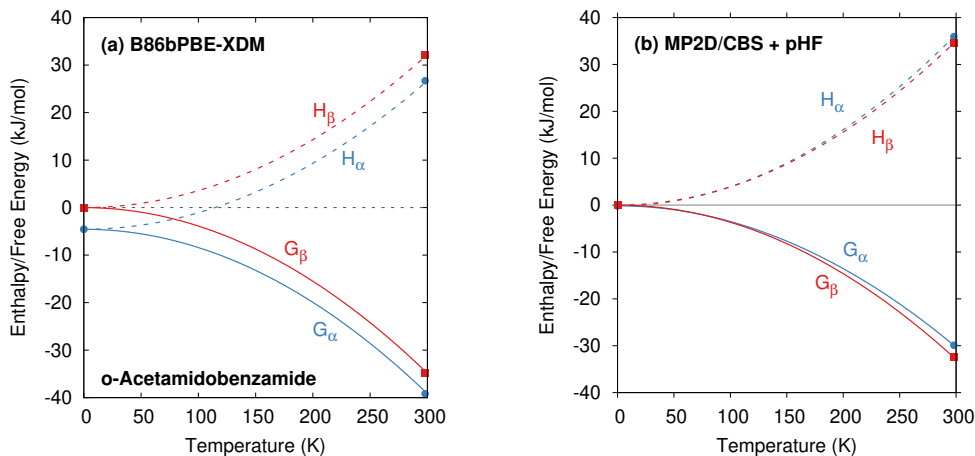 (a) B86bPBE-XDM
Enthalpy/Free Energy (kJ/mol)
40
30
20
10
0
-10
-20
-30
-40
Hβ
Hα
Gβ
Gα
o-Acetamidobenzamide
0 50 100 150 200 250 300
Temperature (K)
(b) MP2D/CBS + pHF
Enthalpy/Free Energy (kJ/mol)
40
30
20
10
0
-10
-20
-30
-40
Hα
Hβ
Gα
Gβ
0 50 100 150 200 250 300
Temperature (K)